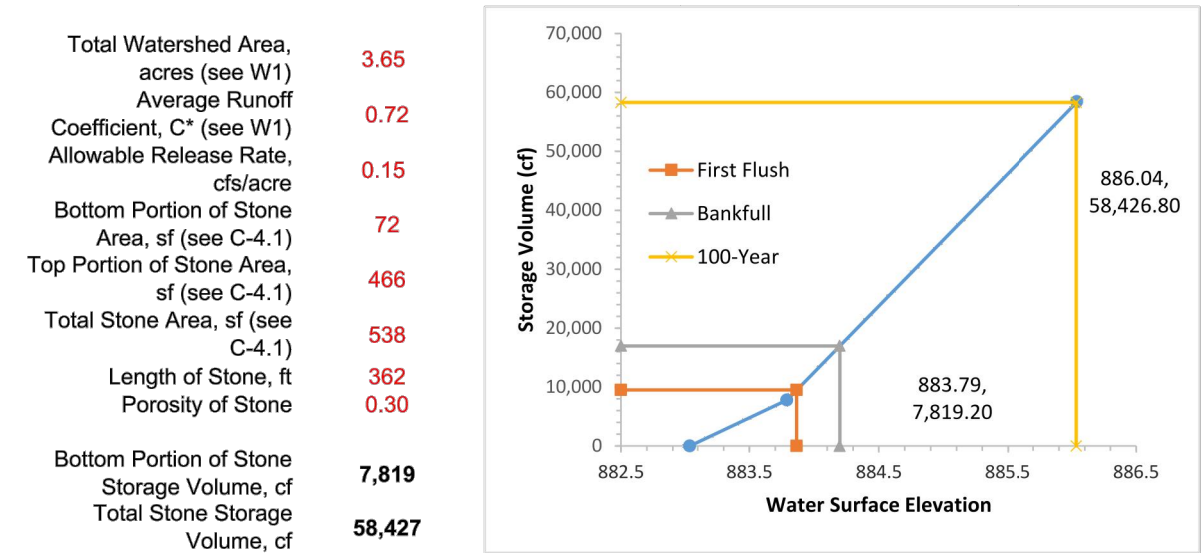 Total Watershed Area,
acres (see W1)
3.65
Average Runoff
Coefficient, C* (see W1)
0.72
Allowable Release Rate,
cfs/acre
0.15
Bottom Portion of Stone
Area, sf (see C-4.1)
72
Top Portion of Stone Area,
sf (see C-4.1)
466
Total Stone Area, sf (see
C-4.1)
538
Length of Stone, ft
362
Porosity of Stone
0.30
Bottom Portion of Stone
Storage Volume, cf
7,819
Total Stone Storage
Volume, cf
58,427
Storage Volume (cf)
70,000
60,000
50,000
40,000
30,000
20,000
10,000
0
First Flush
Bankfull
100-Year
886.04,
58,426.80
883.79,
7,819.20
882.5
883.5
884.5
885.5
886.5
Water Surface Elevation